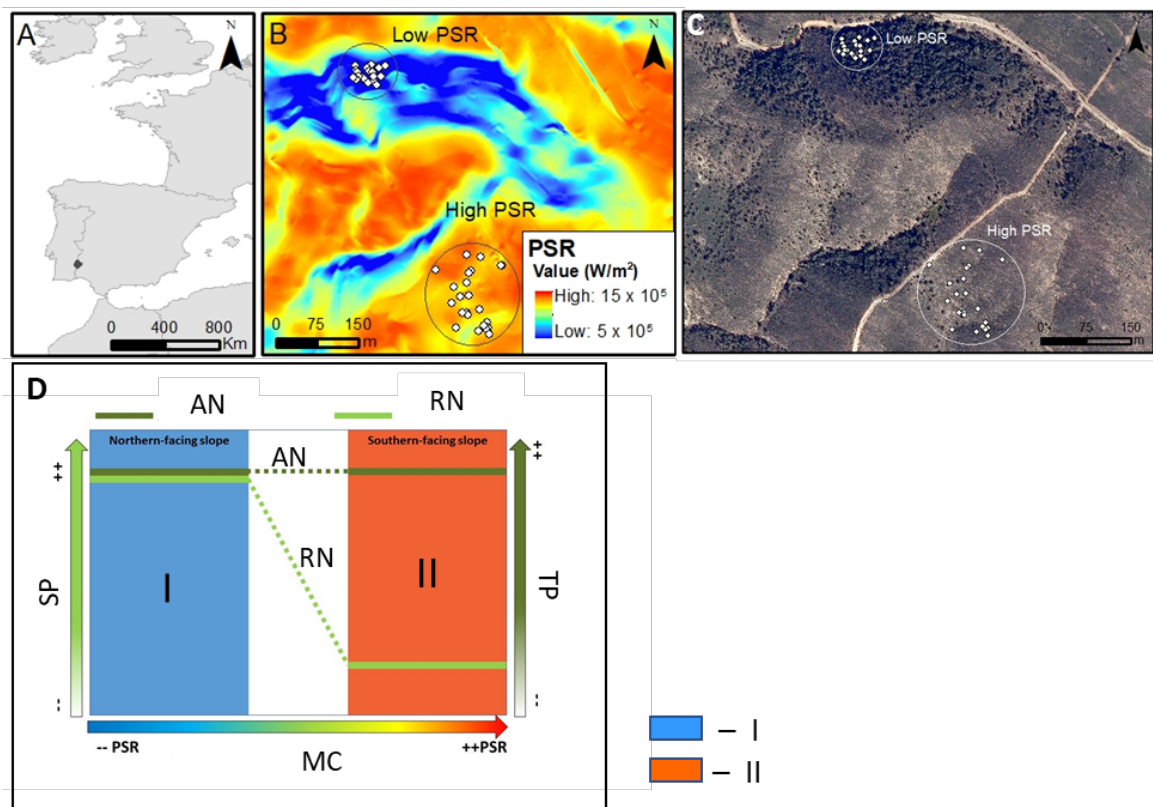 A
N
0 400 800
Km
B
Low PSR
N
High PSR
PSR
Value (W/m²)
High: 15 x 10⁵
Low: 5 x 10⁵
0 75 150
m
C
Low PSR
High PSR
0 75 150
m
D
AN
RN
Northern-facing slope
Southern-facing slope
++
++
AN
RN
I
II
SP
TP
--
--
-- PSR
++PSR
MC
– I
– II